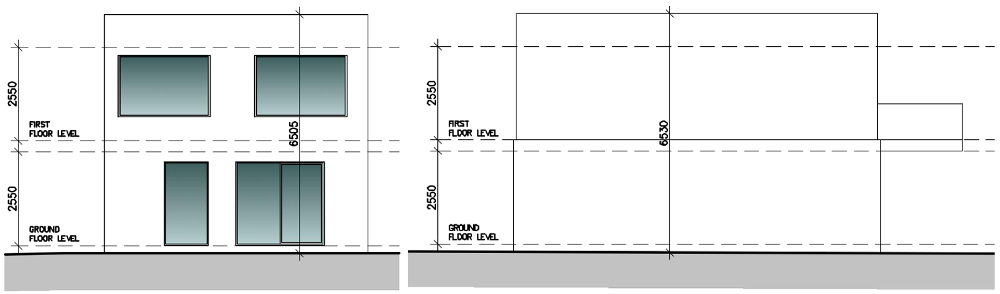 2550
FIRST
FLOOR LEVEL
6505
2550
GROUND
FLOOR LEVEL
2550
FIRST
FLOOR LEVEL
6530
2550
GROUND
FLOOR LEVEL